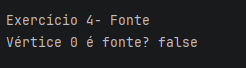 Exercício 4- Fonte
Vértice 0 é fonte? false